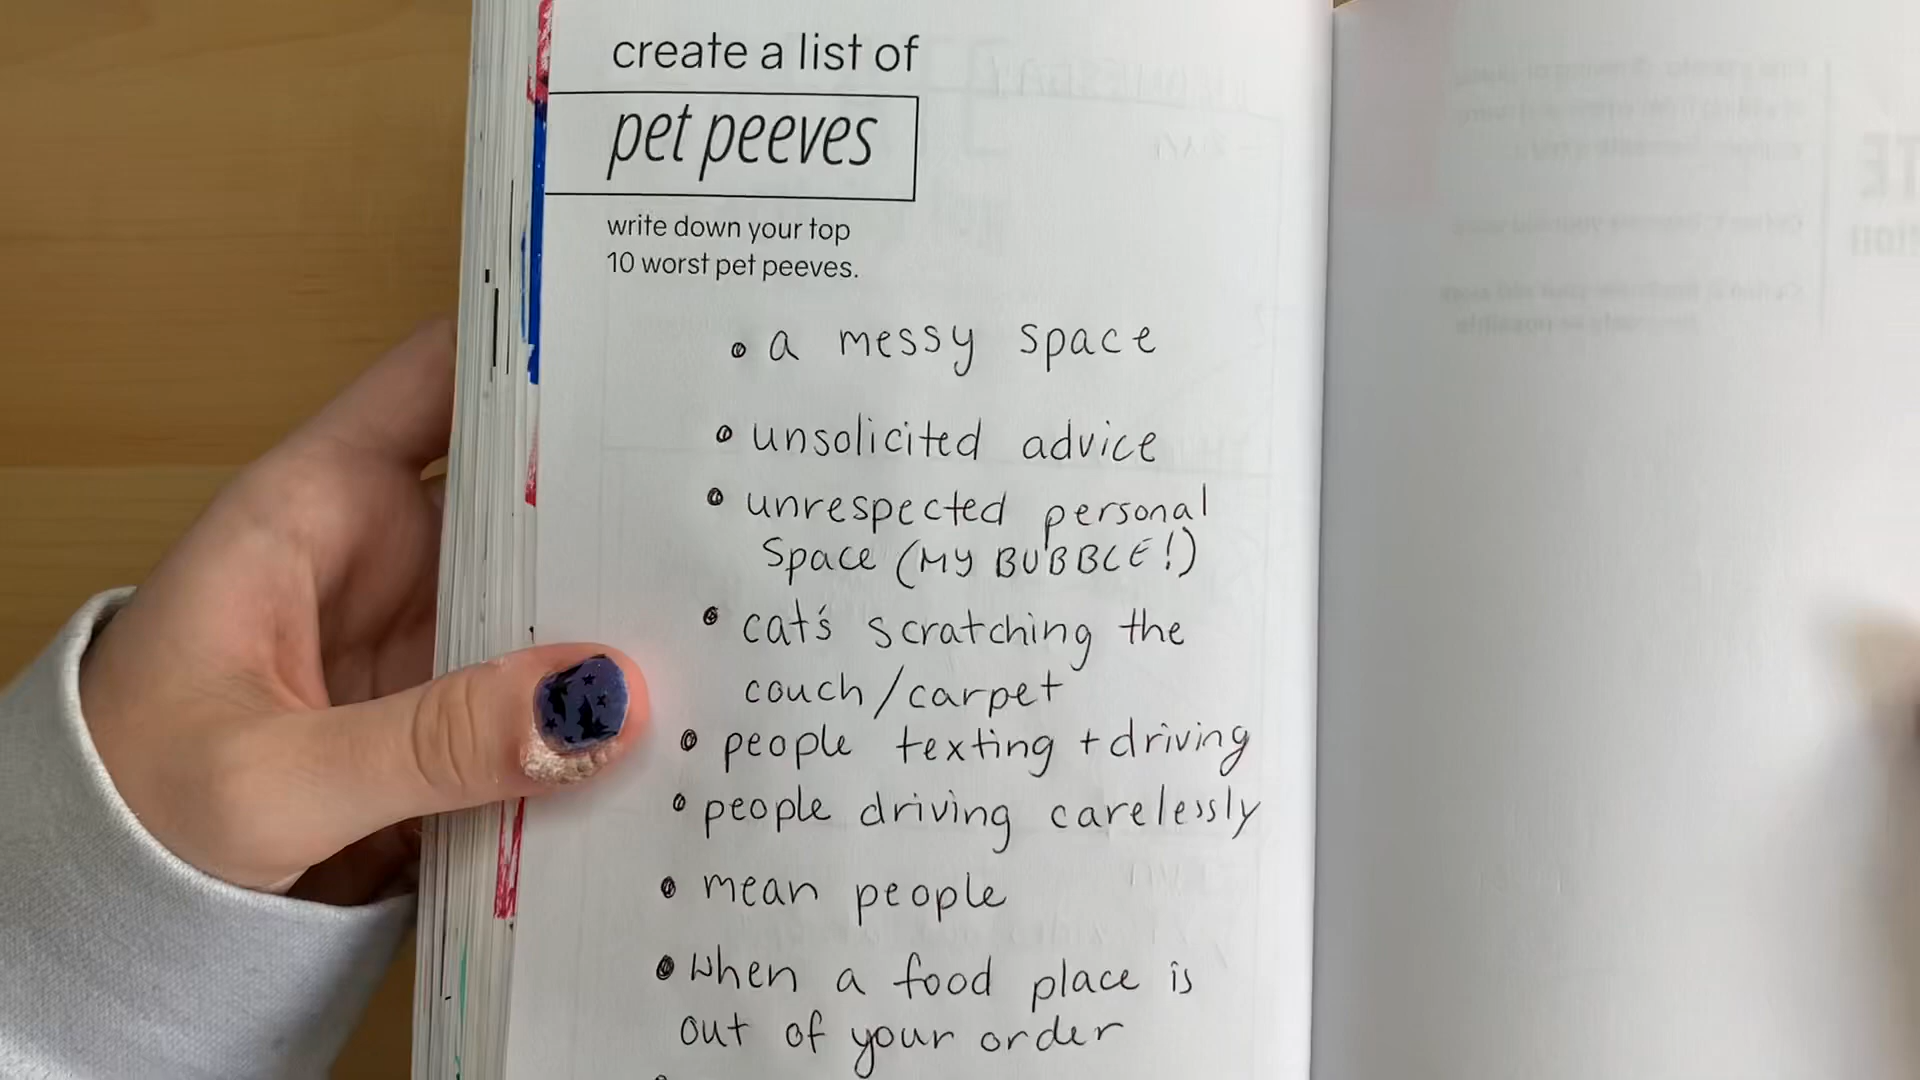 create a list of
pet peeves
write down your top
10 worst pet peeves.
• a messy space
• unsolicited advice
• unrespected personal
Space (MY BUBBLE!)
• cat's scratching the
couch/carpet
• people texting + driving
• people driving carelessly
• mean people
• When a food place is
out of your order